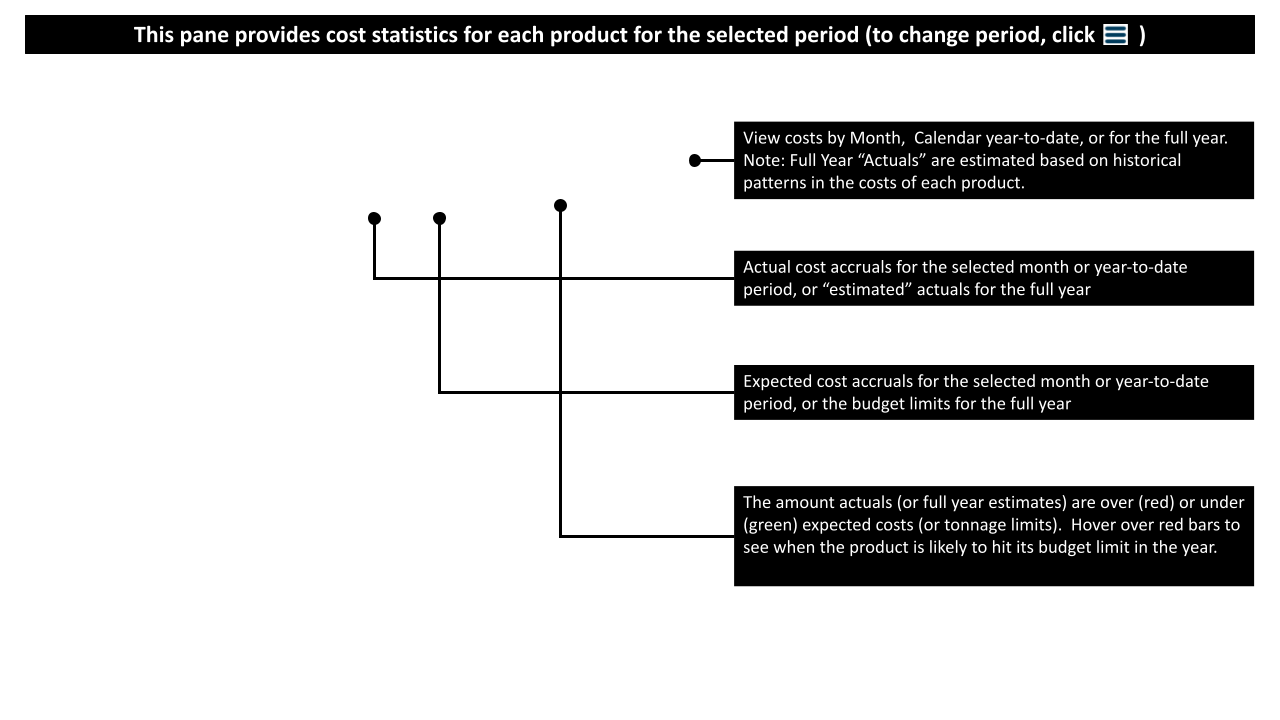 This pane provides cost statistics for each product for the selected period (to change period, click )
View costs by Month,  Calendar year-to-date, or for the full year.
Note: Full Year “Actuals” are estimated based on historical
patterns in the costs of each product.
Actual cost accruals for the selected month or year-to-date
period, or “estimated” actuals for the full year
Expected cost accruals for the selected month or year-to-date
period, or the budget limits for the full year
The amount actuals (or full year estimates) are over (red) or under
(green) expected costs (or tonnage limits).  Hover over red bars to
see when the product is likely to hit its budget limit in the year.